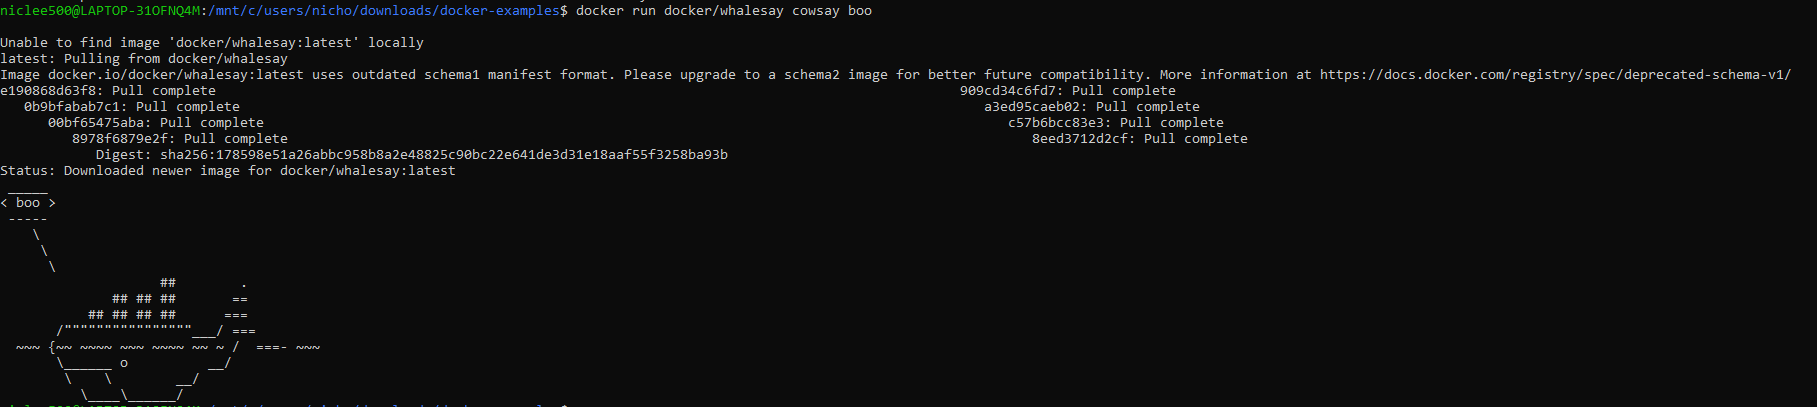 niclee500@LAPTOP-31OFNQ4M:/mnt/c/users/nicho/downloads/docker-examples$ docker run docker/whalesay cowsay boo
Unable to find image 'docker/whalesay:latest' locally
latest: Pulling from docker/whalesay
Image docker.io/docker/whalesay:latest uses outdated schema1 manifest format. Please upgrade to a schema2 image for better future compatibility. More information at https://docs.docker.com/registry/spec/deprecated-schema-v1/
e190868d63f8: Pull complete 909cd34c6fd7: Pull complete
0b9bfabab7c1: Pull complete a3ed95caeb02: Pull complete
00bf65475aba: Pull complete c57b6bcc83e3: Pull complete
8978f6879e2f: Pull complete 8eed3712d2cf: Pull complete
Digest: sha256:178598e51a26abbc958b8a2e48825c90bc22e641de3d31e18aaf55f3258ba93b
Status: Downloaded newer image for docker/whalesay:latest
 _____
< boo >
 -----
    \
     \
      \
                    ##        .
              ## ## ##       ==
           ## ## ## ##      ===
       /""""""""""""""""___/ ===
  ~~~ {~~ ~~~~ ~~~ ~~~~ ~~ ~ /  ===- ~~~
       \______ o          __/
        \    \        __/
          \____\______/